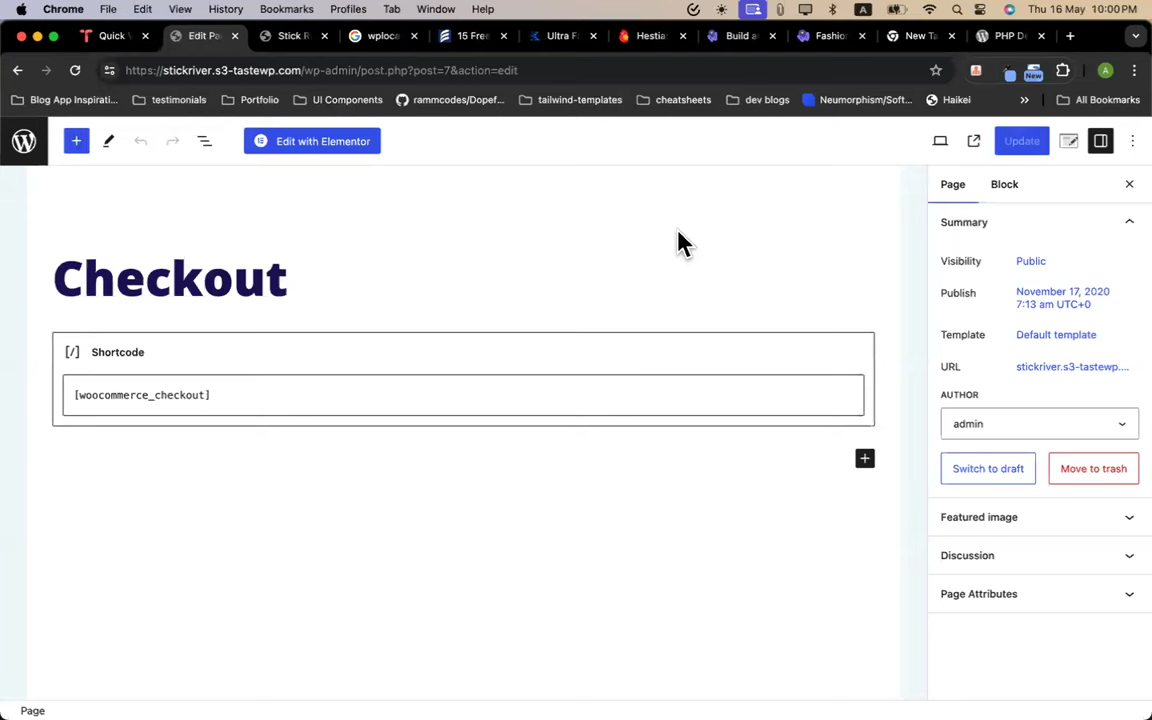 Chrome File Edit View History Bookmarks Profiles Tab Window Help A Thu 16 May 10:00 PM
Quick V Edit Pa Stick R wploca 15 Free Ultra F Hestia Build a Fashio New Ta PHP D
https://stickriver.s3-tastewp.com/wp-admin/post.php?post=7&action=edit New A
Blog App Inspirati... testimonials Portfolio UI Components rammcodes/Dopef... tailwind-templates cheatsheets dev blogs Neumorphism/Soft... Haikei » All Bookmarks
Edit with Elementor Update
Page Block
Summary
Visibility Public
Publish November 17, 2020
7:13 am UTC+0
Template Default template
URL stickriver.s3-tastewp....
AUTHOR
admin
Switch to draft Move to trash
Featured image
Discussion
Page Attributes
Checkout
[/] Shortcode
[woocommerce_checkout]
Page